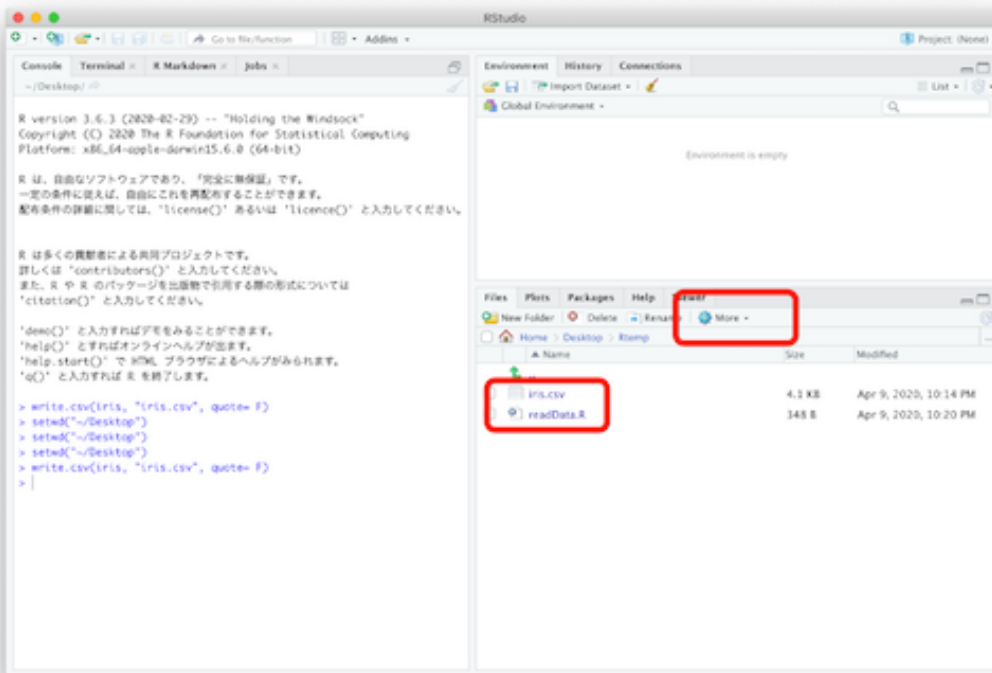 RStudio
Go to file/function
Addins
Project: (None)
Console Terminal R Markdown Jobs
~/Desktop/
R version 3.6.3 (2020-02-29) -- "Holding the Windsock"
Copyright (C) 2020 The R Foundation for Statistical Computing
Platform: x86_64-apple-darwin15.6.0 (64-bit)
R は、自由なソフトウェアであり、「完全に無保証」です。
一定の条件に従えば、自由にこれを再配布することができます。
配布条件の詳細に関しては、'license()' あるいは 'licence()' と入力してください。
R は多くの貢献者による共同プロジェクトです。
詳しくは 'contributors()' と入力してください。
また、R や R のパッケージを出版物で引用する際の形式については
'citation()' と入力してください。
'demo()' と入力すればデモをみることができます。
'help()' とすればオンラインヘルプが出ます。
'help.start()' で HTML ブラウザによるヘルプがみられます。
'q()' と入力すれば R を終了します。
> write.csv(iris, "iris.csv", quote= F)
> setwd("~/Desktop")
> setwd("~/Desktop")
> setwd("~/Desktop")
> write.csv(iris, "iris.csv", quote= F)
>
Environment History Connections
Import Dataset
List
Global Environment
Environment is empty
Files Plots Packages Help Viewer
New Folder Delete Rename More
Home Desktop Rtemp
Name Size Modified
..
iris.csv 4.1 KB Apr 9, 2020, 10:14 PM
readData.R 348 B Apr 9, 2020, 10:20 PM